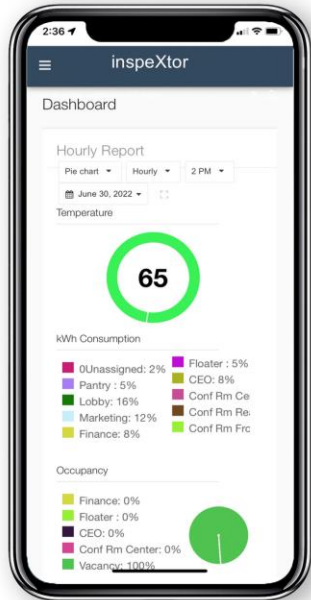 2:36
inspeXtor
Dashboard
Hourly Report
Pie chart
Hourly
2 PM
June 30, 2022
Temperature
65
kWh Consumption
0Unassigned: 2%
Pantry : 5%
Lobby: 16%
Marketing: 12%
Finance: 8%
Floater : 5%
CEO: 8%
Conf Rm Ce
Conf Rm Re
Conf Rm Frc
Occupancy
Finance: 0%
Floater : 0%
CEO: 0%
Conf Rm Center: 0%
Vacancy: 100%